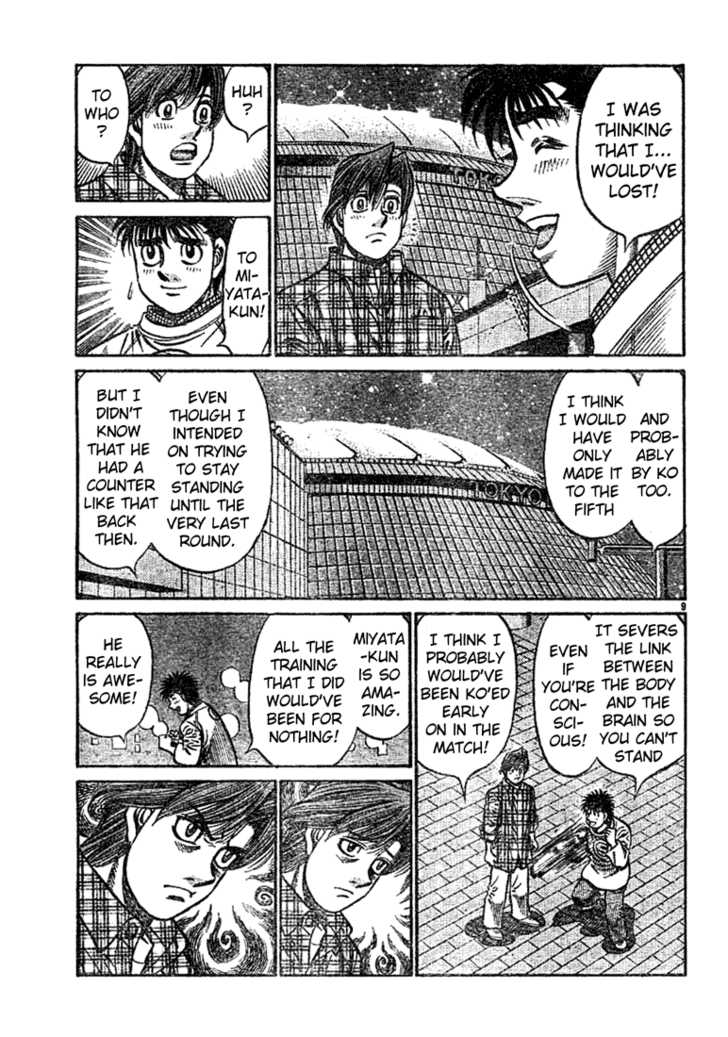 I WAS
THINKING
THAT I...
WOULD'VE
LOST!
TOKYO
HUH
?
TO
WHO
?
TO
MI-
YATA-
KUN!
AND
PROB-
ABLY
BY KO
TOO.
I THINK
I WOULD
HAVE
ONLY
MADE IT
TO THE
FIFTH
TOKYO
EVEN
THOUGH I
INTENDED
ON TRYING
TO STAY
STANDING
UNTIL THE
VERY LAST
ROUND.
BUT I
DIDN'T
KNOW
THAT HE
HAD A
COUNTER
LIKE THAT
BACK
THEN.
9
IT SEVERS
THE LINK
BETWEEN
THE BODY
AND THE
BRAIN SO
YOU CAN'T
STAND
EVEN
IF
YOU'RE
CON-
SCI-
OUS!
I THINK I
PROBABLY
WOULD'VE
BEEN KO'ED
EARLY
ON IN THE
MATCH!
MIYATA
-KUN
IS SO
AMA-
ZING.
ALL THE
TRAINING
THAT I DID
WOULD'VE
BEEN FOR
NOTHING!
HE
REALLY
IS AWE-
SOME!